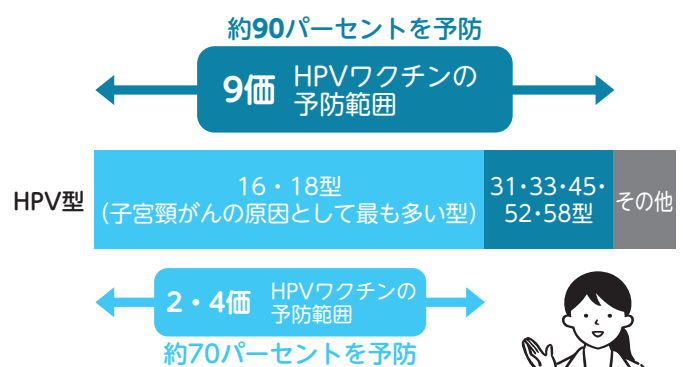 約90パーセントを予防
9価 HPVワクチンの
予防範囲
HPV型
16・18型
(子宮頸がんの原因として最も多い型)
31・33・45・
52・58型
その他
2・4価 HPVワクチンの
予防範囲
約70パーセントを予防